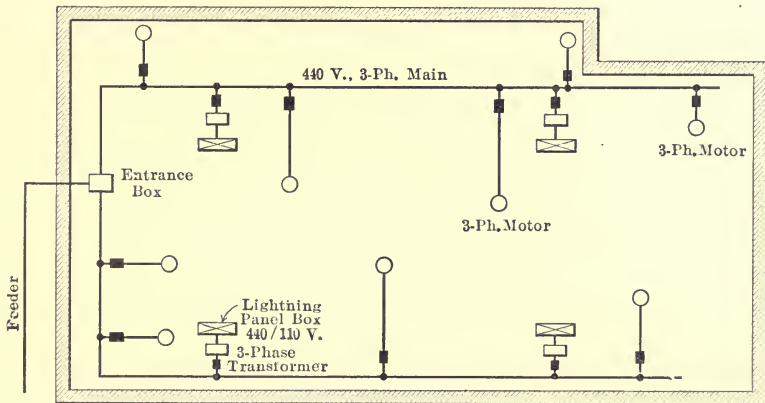 440 V., 3-Ph. Main
3-Ph. Motor
Entrance
Box
3-Ph. Motor
Feeder
Lightning
Panel Box
440/110 V.
3-Phase
Transformer